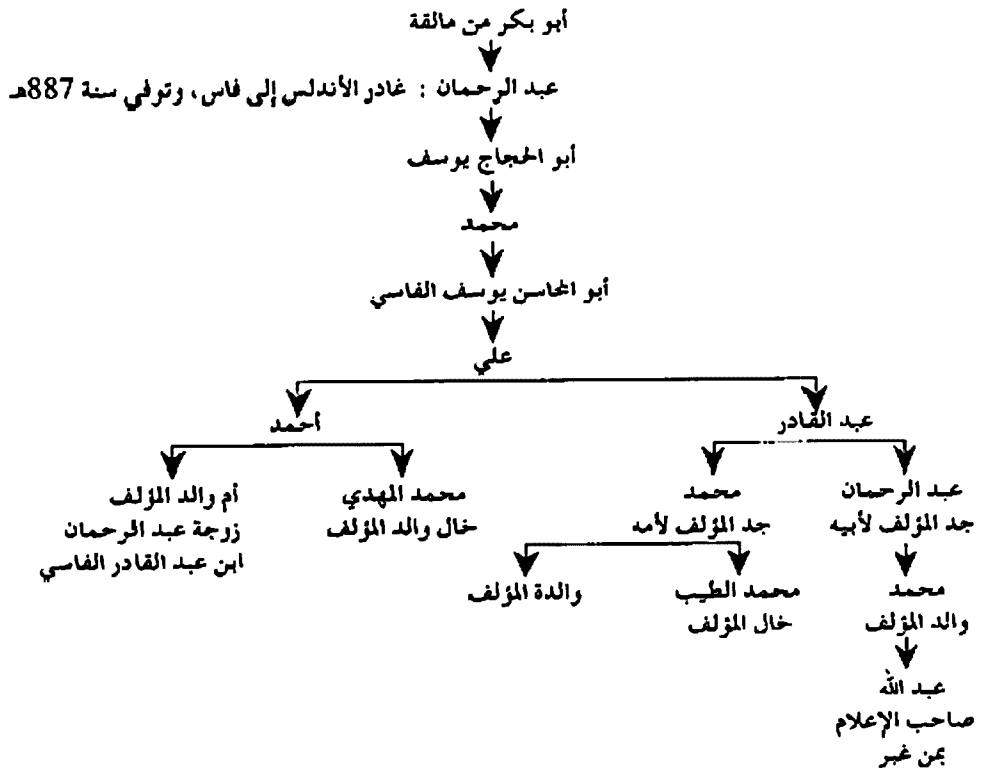 أبو بكر من مالقة
عبد الرحمان : غادر الأندلس إلى فاس، وتوفي سنة 887هـ
أبو الحجاج يوسف
محمد
أبو المحاسن يوسف الفاسي
علي
عبد القادر
أحمد
عبد الرحمان
جد المؤلف لأبيه
محمد
جد المؤلف لأمه
محمد المهدي
خال والد المؤلف
أم والد المؤلف
زوجة عبد الرحمان
ابن عبد القادر الفاسي
محمد
والد المؤلف
محمد الطيب
خال المؤلف
والدة المؤلف
عبد الله
صاحب الإعلام
بمن غبر